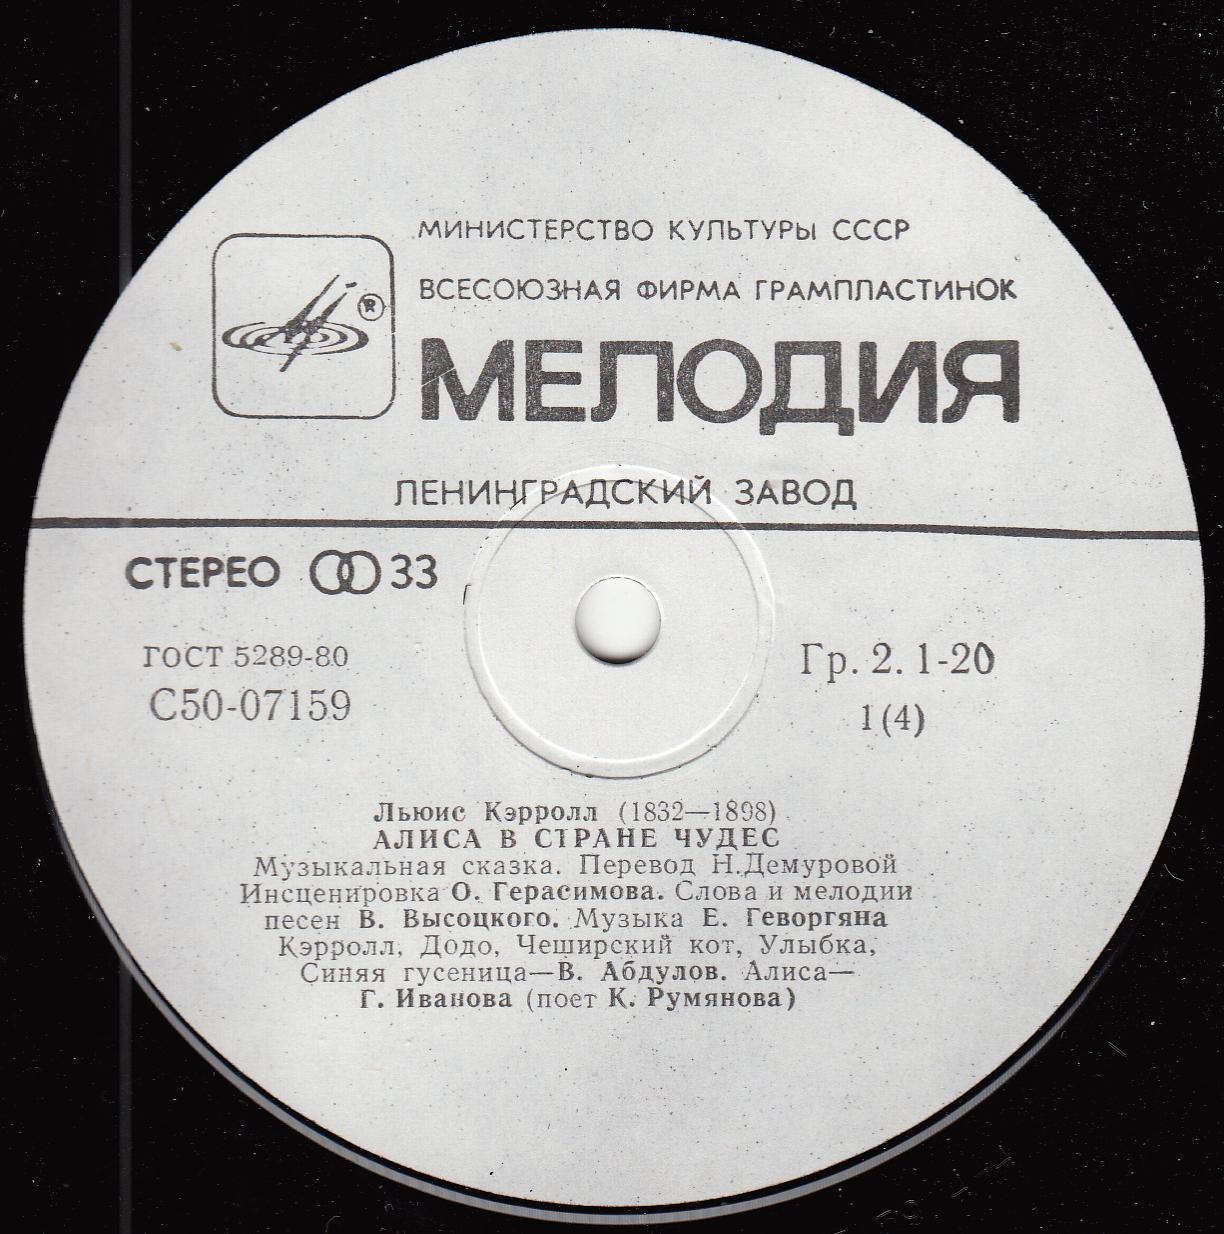 МИНИСТЕРСТВО КУЛЬТУРЫ СССР
ВСЕСОЮЗНАЯ ФИРМА ГРАМПЛАСТИНОК
®
МЕЛОДИЯ
ЛЕНИНГРАДСКИЙ ЗАВОД
СТЕРЕО 33
ГОСТ 5289-80
С50-07159
Гр. 2. 1-20
1(4)
Льюис Кэрролл (1832—1898)
АЛИСА В СТРАНЕ ЧУДЕС
Музыкальная сказка. Перевод Н.Демуровой
Инсценировка О. Герасимова. Слова и мелодии
песен В. Высоцкого. Музыка Е. Геворгяна
Кэрролл, Додо, Чеширский кот, Улыбка,
Синяя гусеница—В. Абдулов. Алиса—
Г. Иванова (поет К. Румянова)